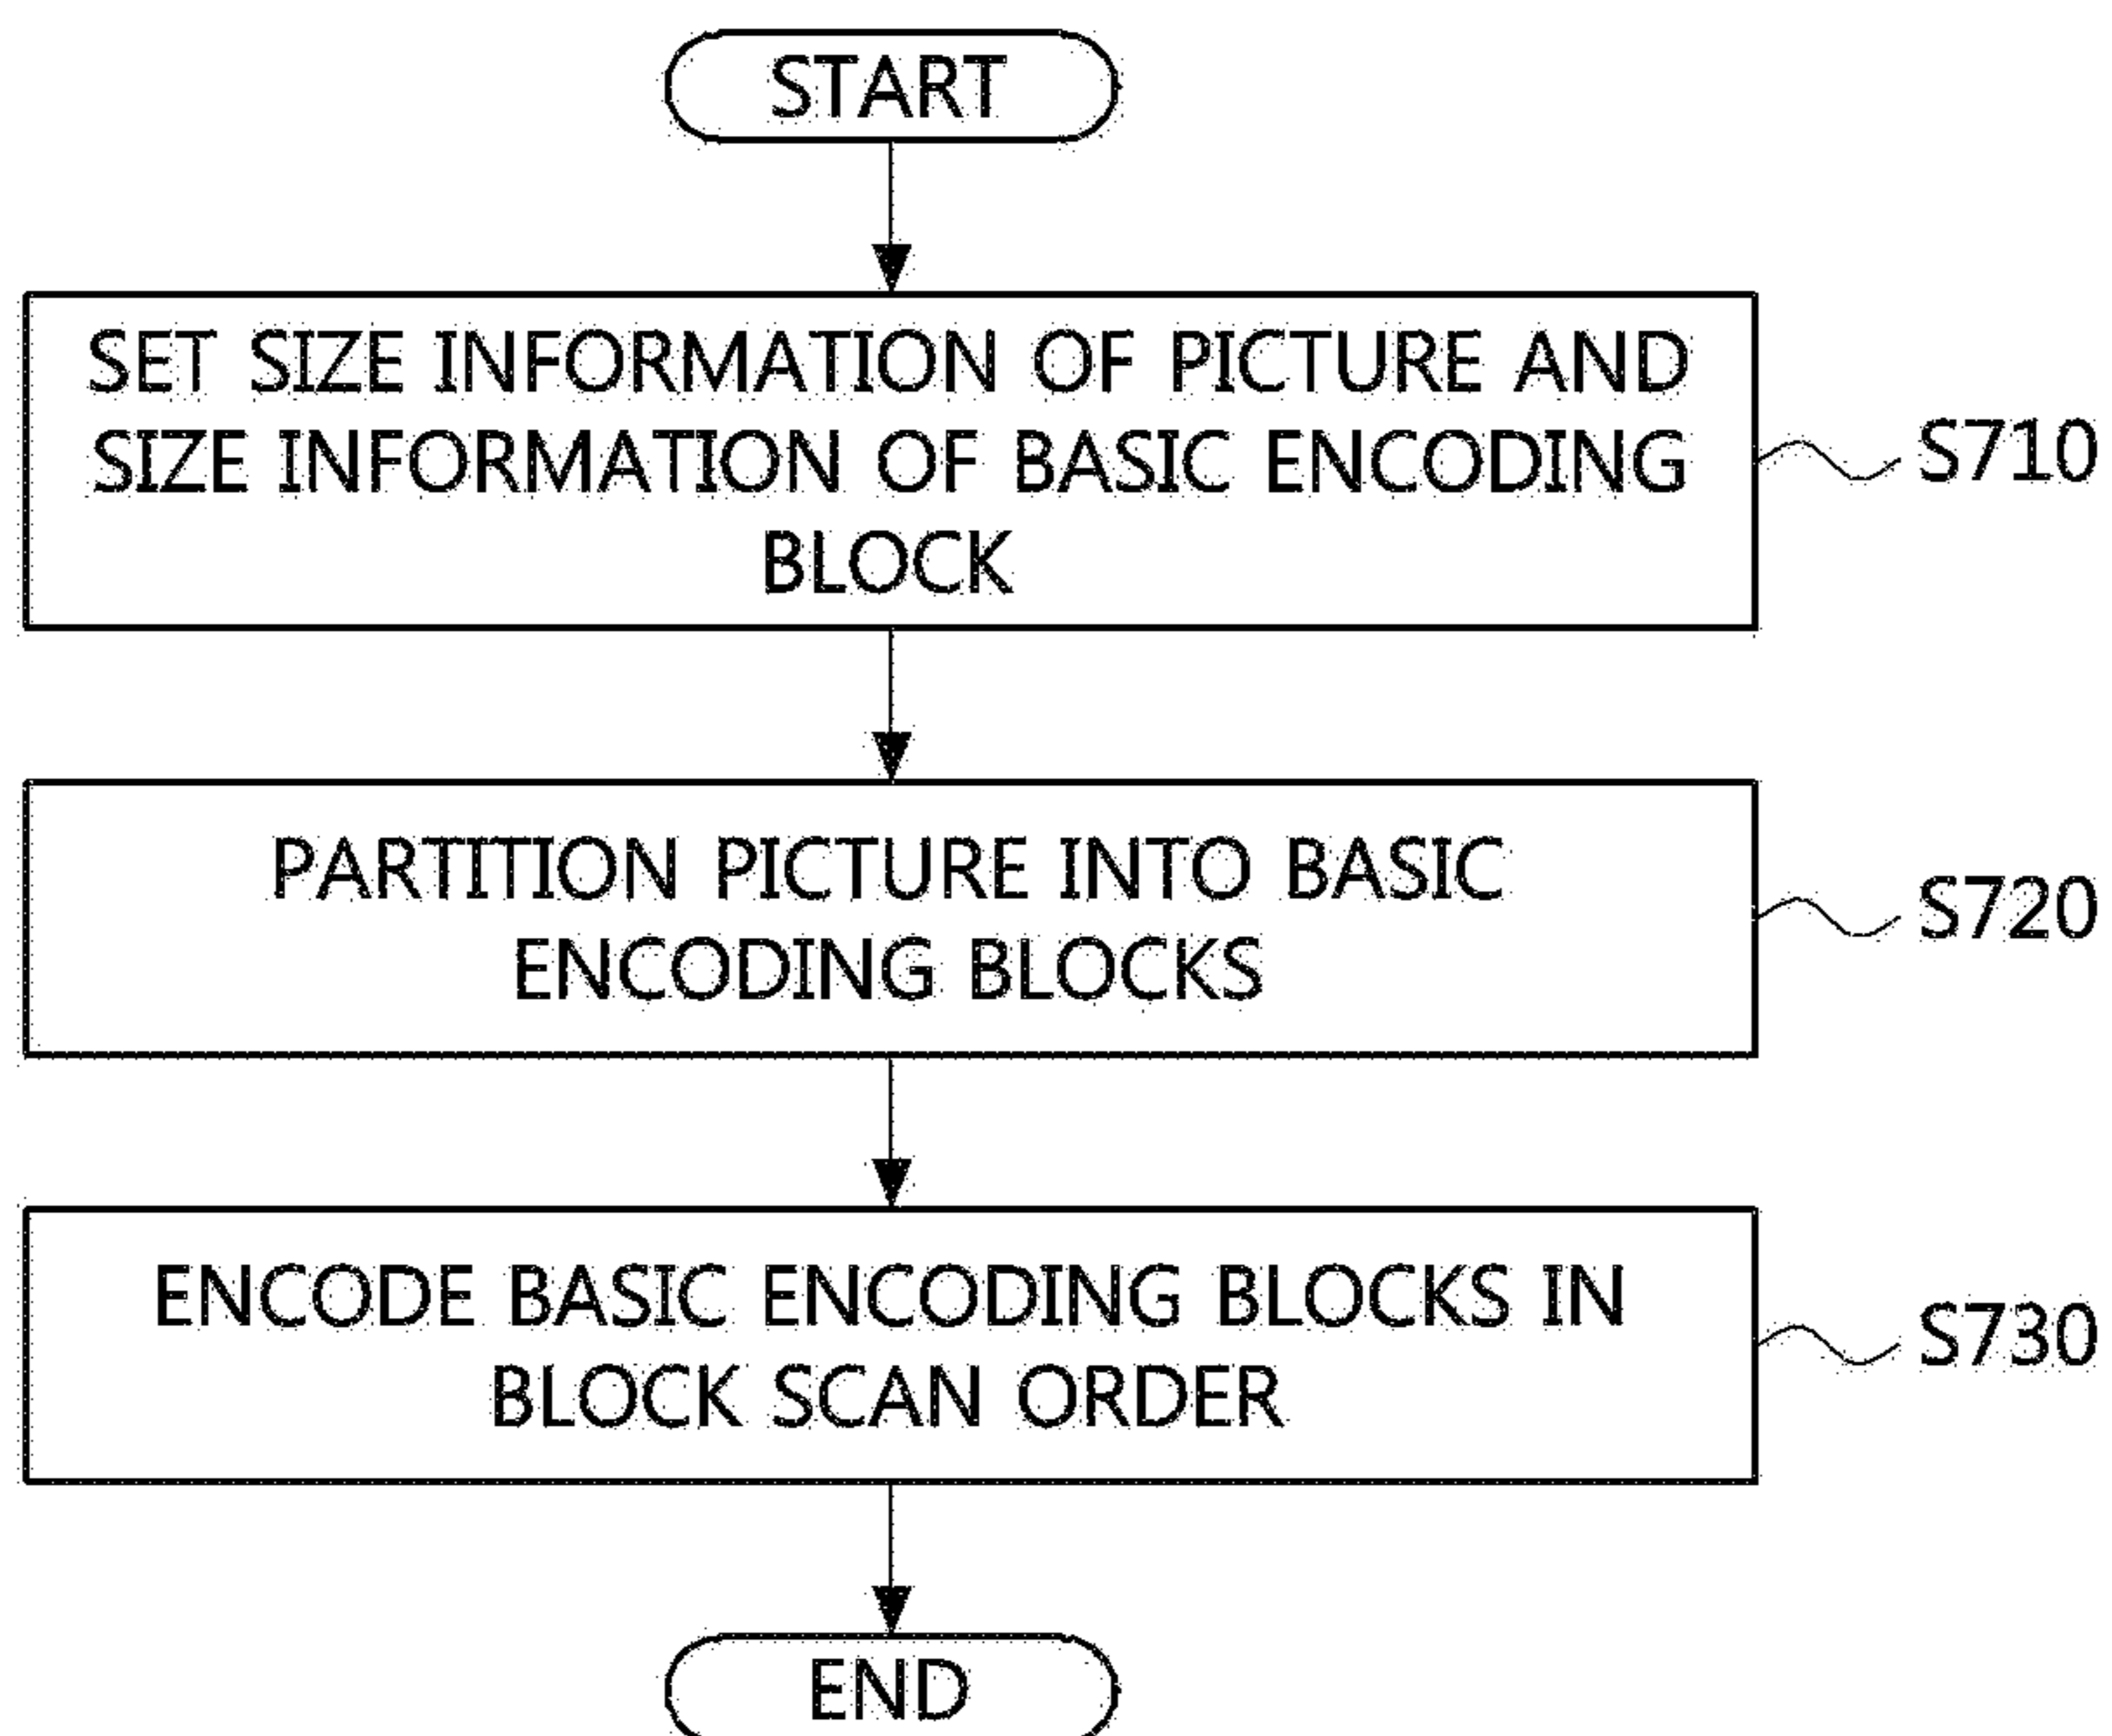 START
SET SIZE INFORMATION OF PICTURE AND
SIZE INFORMATION OF BASIC ENCODING
BLOCK
S710
PARTITION PICTURE INTO BASIC
ENCODING BLOCKS
S720
ENCODE BASIC ENCODING BLOCKS IN
BLOCK SCAN ORDER
S730
END